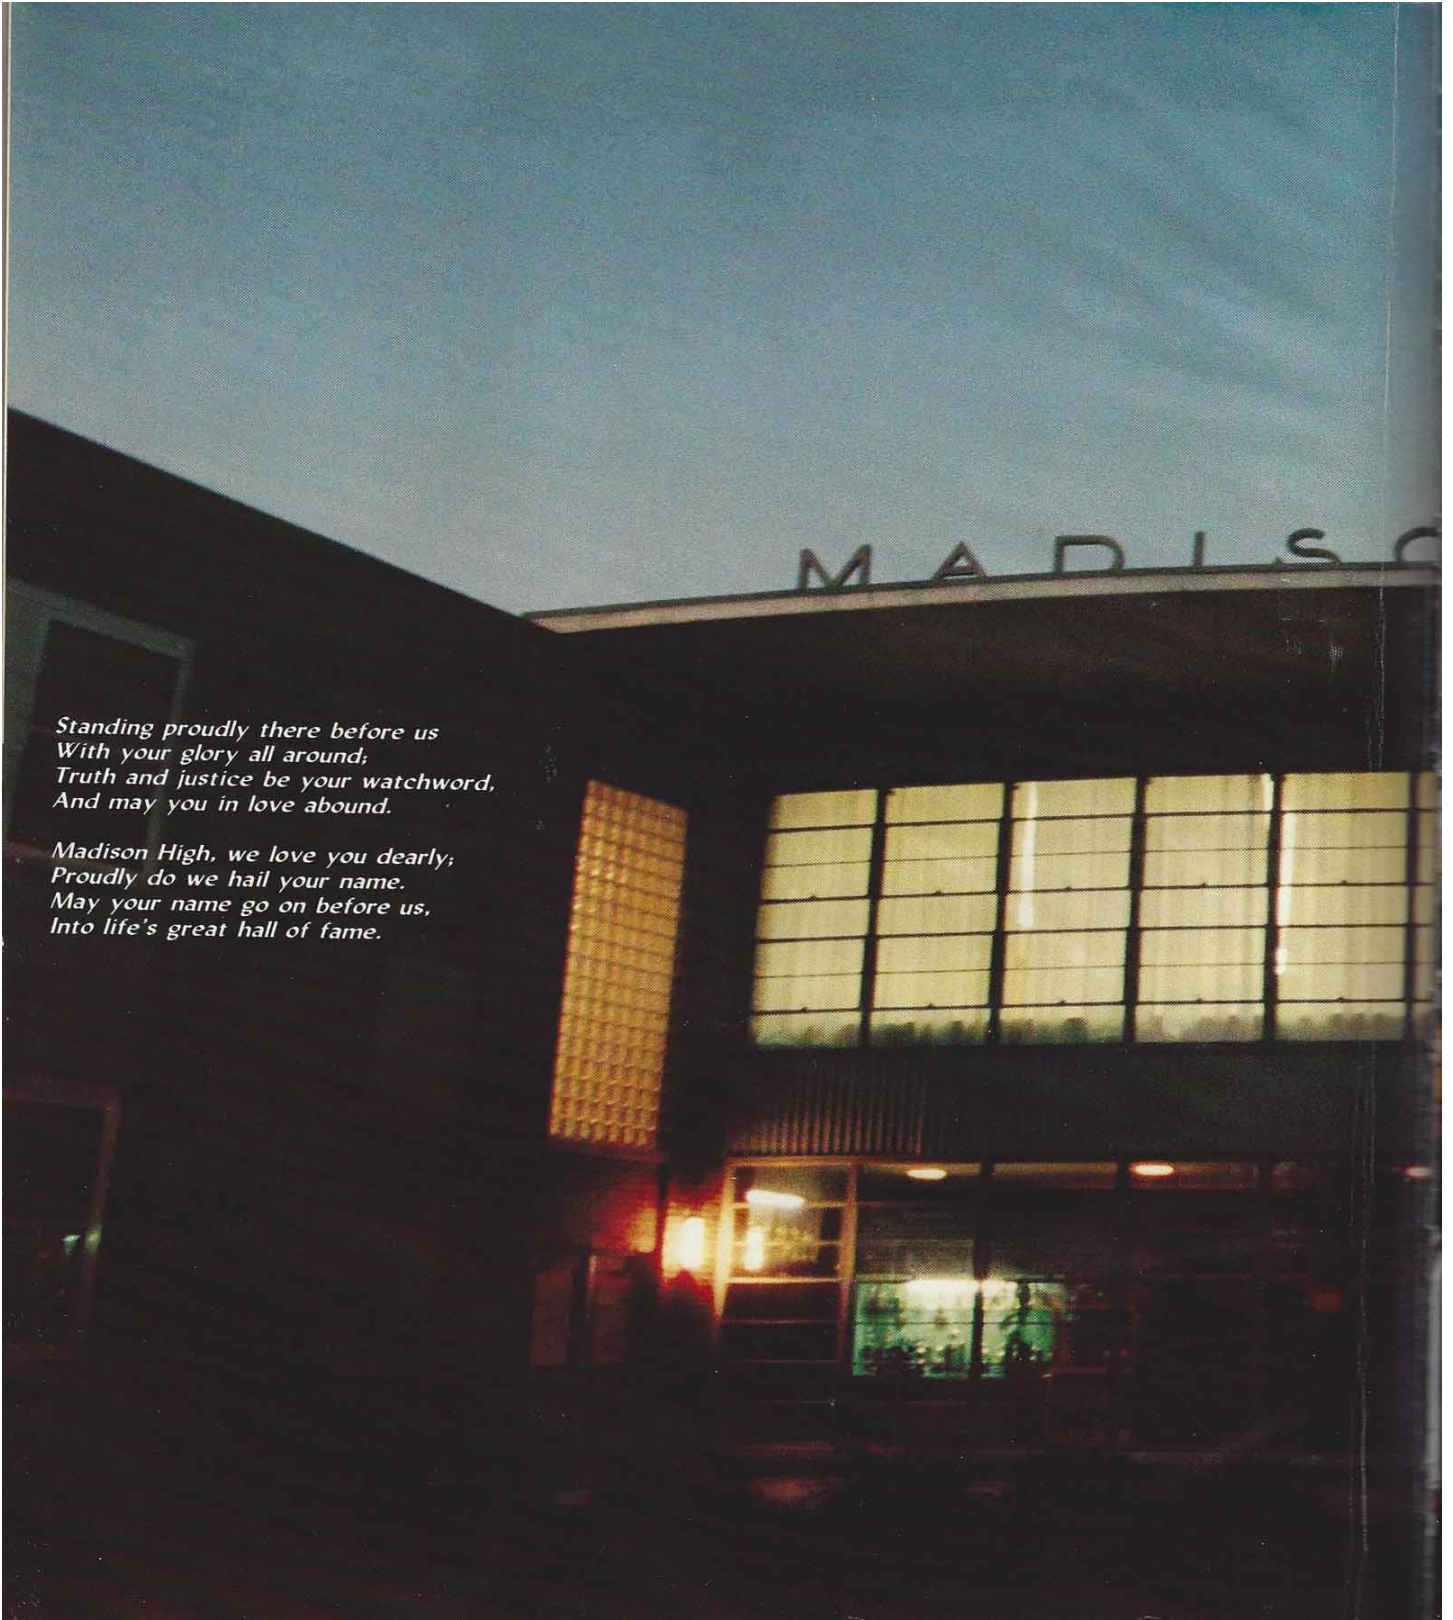 MADISO
Standing proudly there before us
With your glory all around;
Truth and justice be your watchword,
And may you in love abound.
Madison High, we love you dearly;
Proudly do we hail your name.
May your name go on before us,
Into life's great hall of fame.